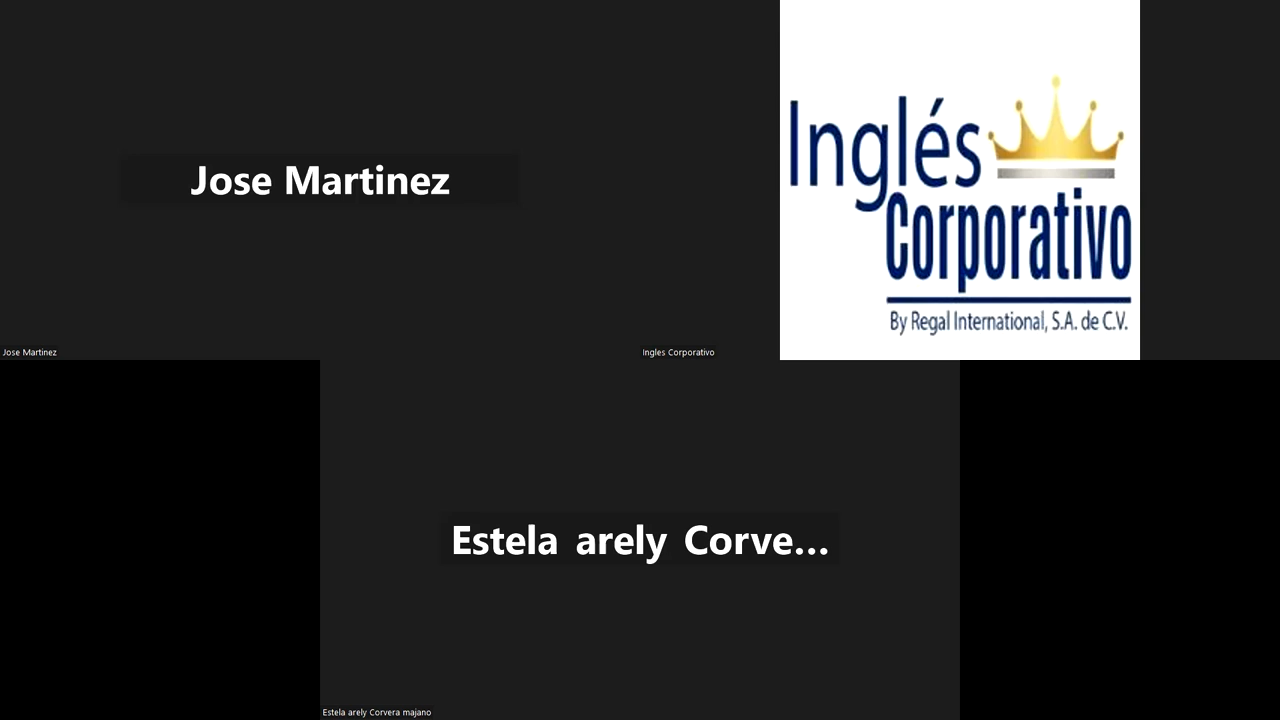 Jose Martinez
Inglés
Corporativo
By Regal International, S.A. de C.V.
Jose Martinez
Ingles Corporativo
Estela arely Corve...
Estela arely Corvera majano